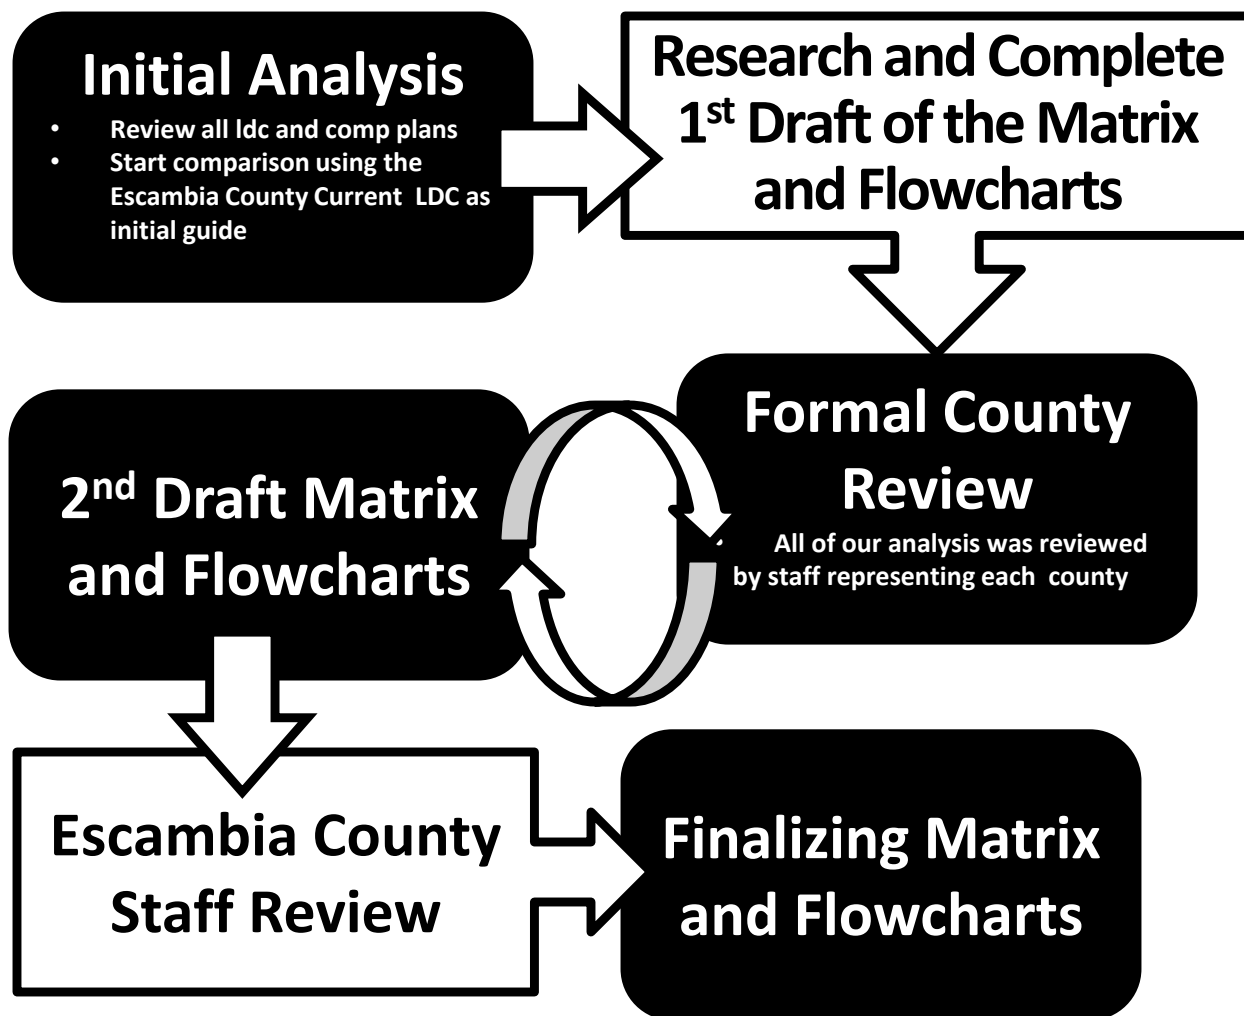 Initial Analysis
• Review all ldc and comp plans
• Start comparison using the
Escambia County Current LDC as
initial guide
Research and Complete
1st Draft of the Matrix
and Flowcharts
Formal County
Review
• All of our analysis was reviewed
by staff representing each county
2nd Draft Matrix
and Flowcharts
Escambia County
Staff Review
Finalizing Matrix
and Flowcharts